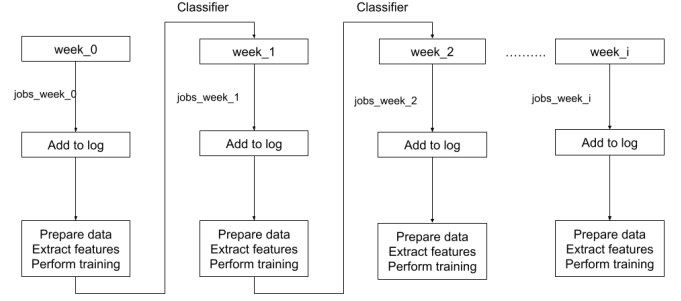 Classifier
Classifier
week_0
week_1
week_2
..........
week_i
jobs_week_0
jobs_week_1
jobs_week_2
jobs_week_i
Add to log
Add to log
Add to log
Add to log
Prepare data
Extract features
Perform training
Prepare data
Extract features
Perform training
Prepare data
Extract features
Perform training
Prepare data
Extract features
Perform training